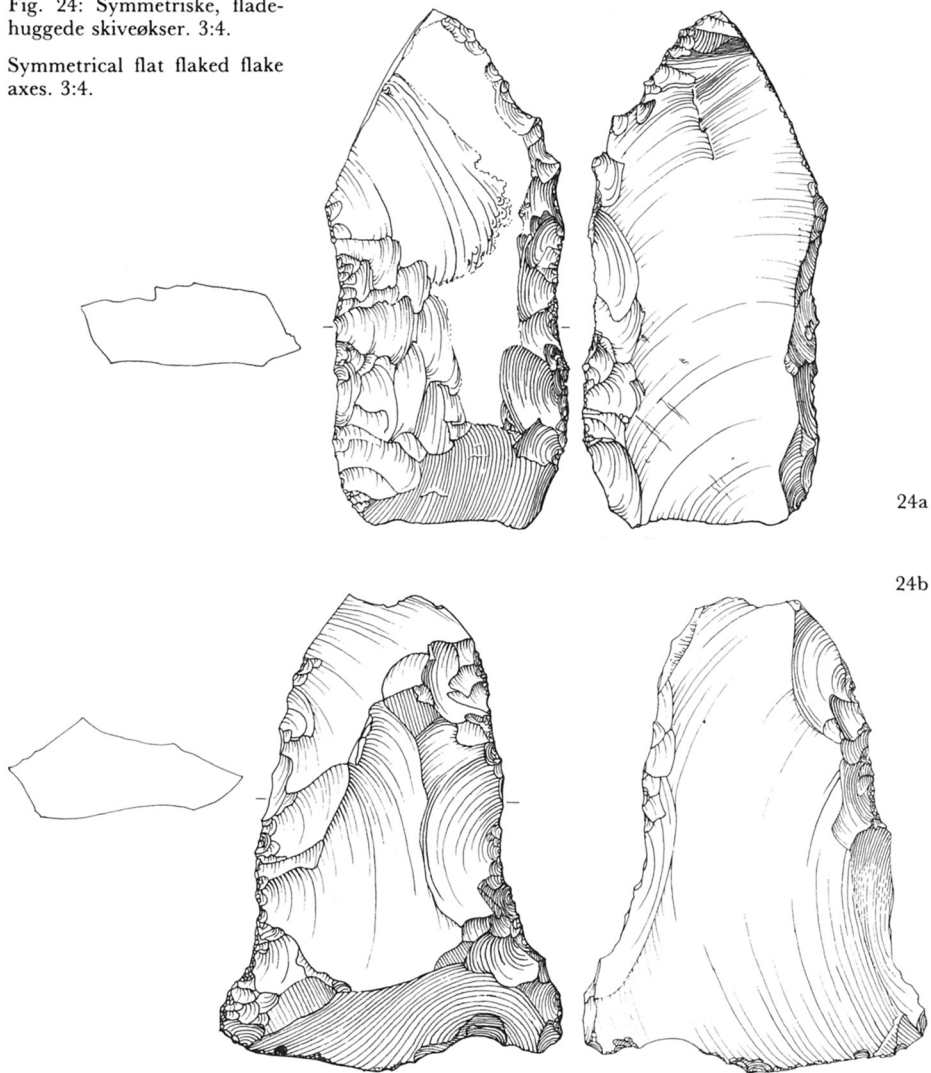 Fig. 24: Symmetriske, flade-
huggede skiveøkser. 3:4.
Symmetrical flat flaked flake
axes. 3:4.
24a
24b